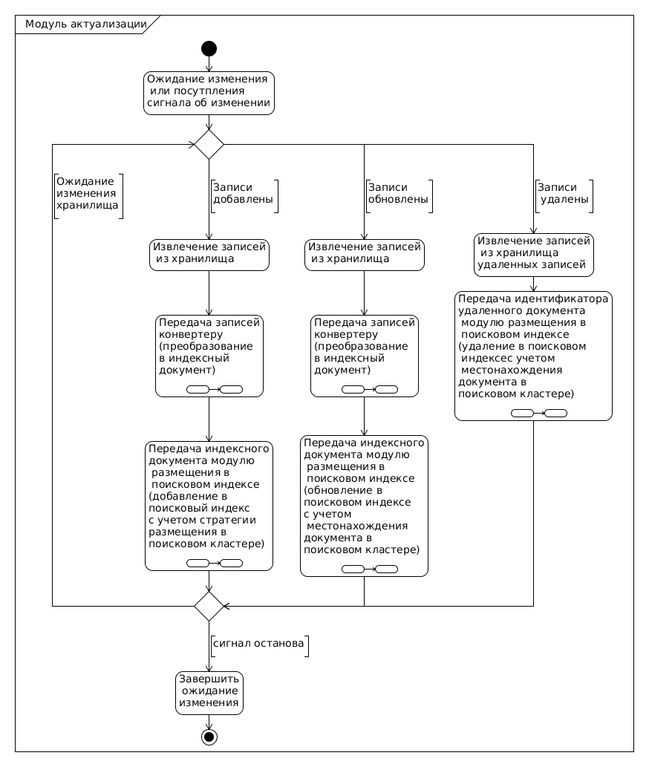 Модуль актуализации
Ожидание изменения
или посутпления
сигнала об изменении
Ожидание
изменения
хранилища
Записи
добавлены
Записи
обновлены
Записи
удалены
Извлечение записей
из хранилища
Извлечение записей
из хранилища
Извлечение записей
из хранилища
удаленных записей
Передача записей
конвертеру
(преобразование
в индексный
документ)
Передача записей
конвертеру
(преобразование
в индексный
документ)
Передача идентификатора
удаленного документа
модулю размещения в
поисковом индексе
(удаление в поисковом
индексес учетом
местонахождения
документа в
поисковом кластере)
Передача индексного
документа модулю
размещения в
поисковом индексе
(добавление в
поисковый индекс
с учетом стратегии
размещения в
поисковом кластере)
Передача индексного
документа модулю
размещения в
поисковом индексе
(обновление в
поисковом индексе
с учетом
местонахождения
документа в
поисковом кластере)
сигнал останова
Завершить
ожидание
изменения